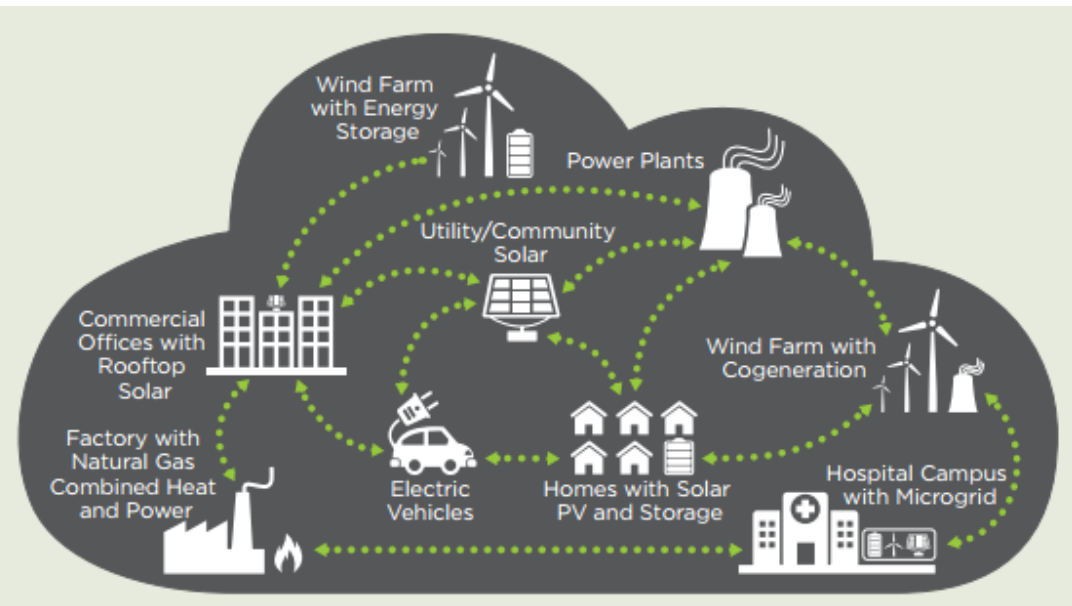 Wind Farm
with Energy
Storage
Power Plants
Utility/Community
Solar
Commercial
Offices with
Rooftop
Solar
Wind Farm with
Cogeneration
Factory with
Natural Gas
Combined Heat
and Power
Electric
Vehicles
Homes with Solar
PV and Storage
Hospital Campus
with Microgrid